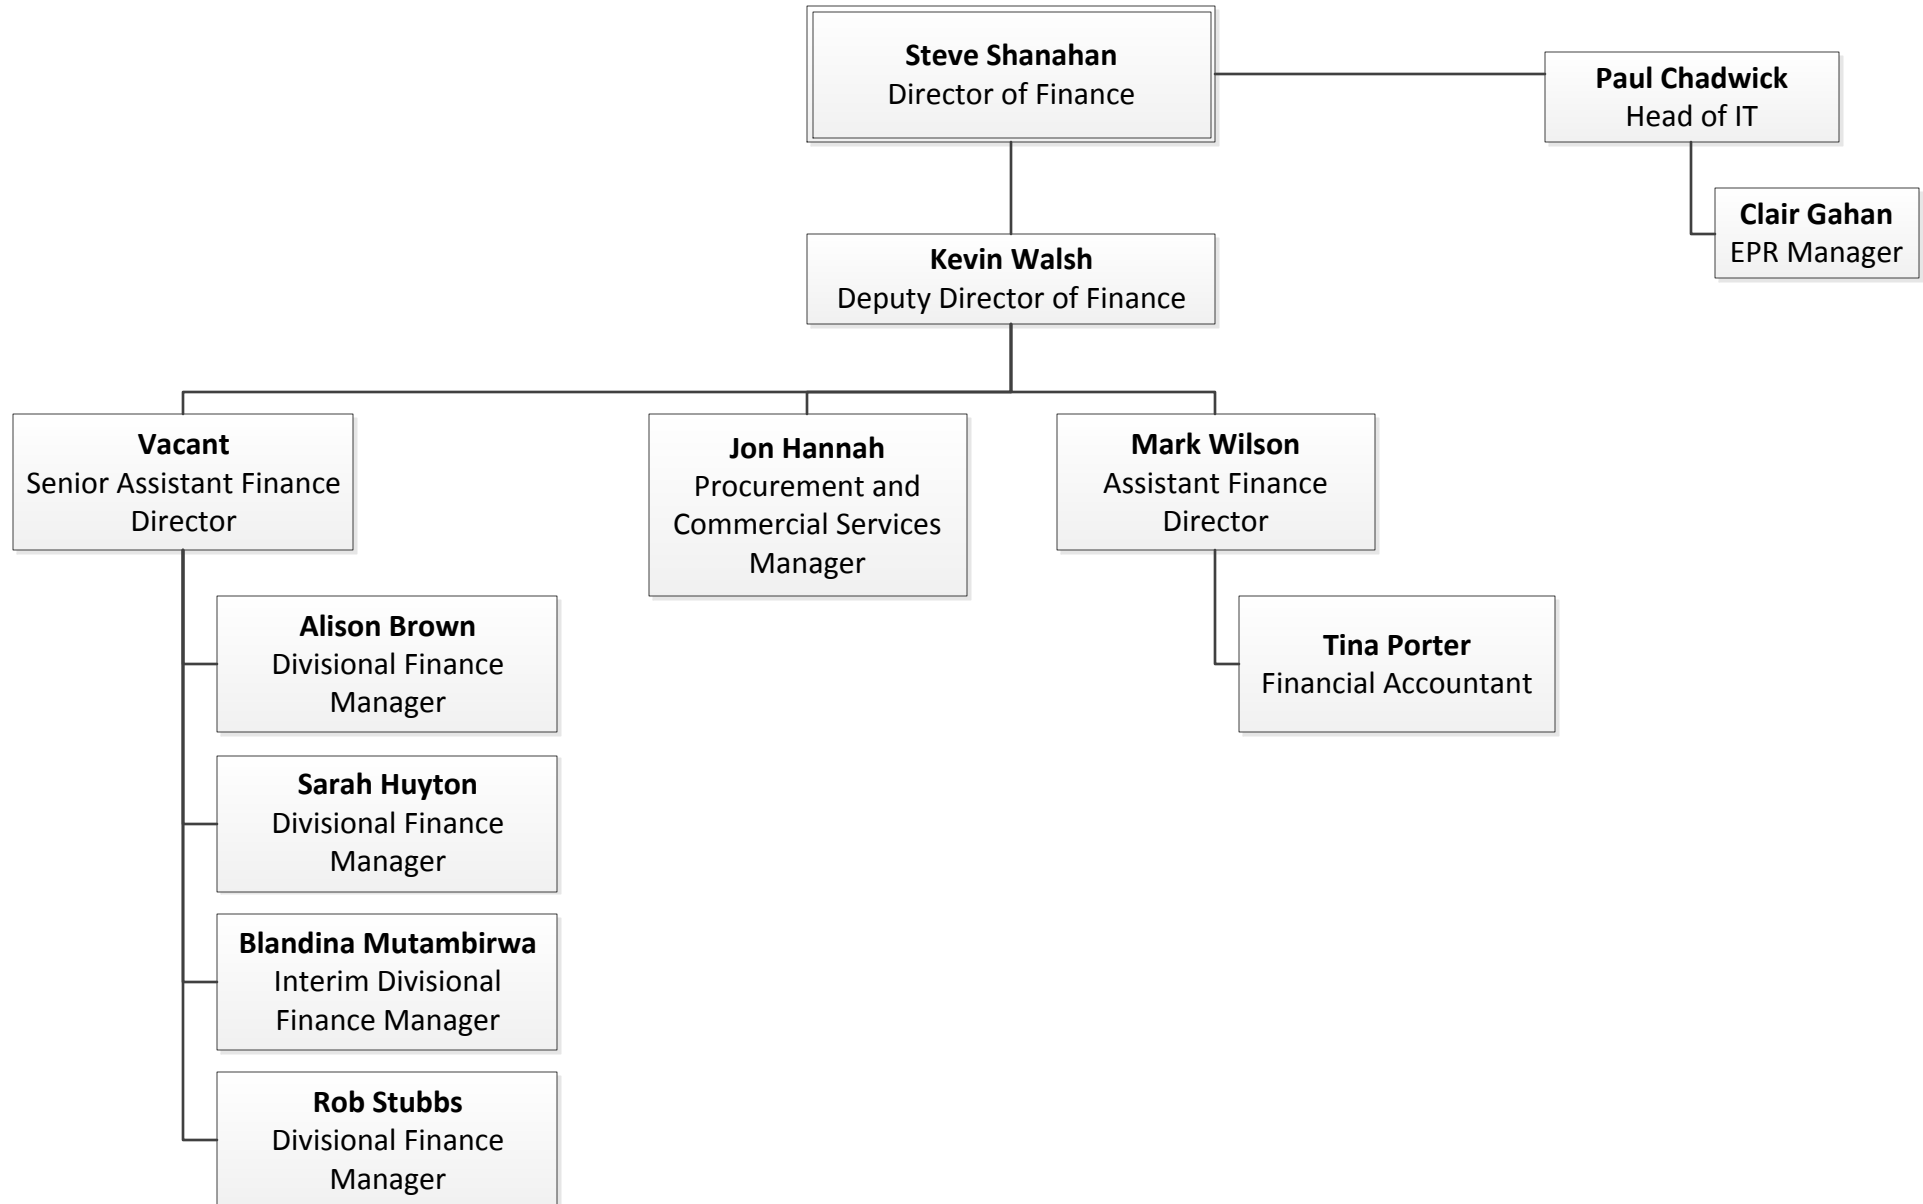 Steve Shanahan
Director of Finance
Paul Chadwick
Head of IT
Clair Gahan
EPR Manager
Kevin Walsh
Deputy Director of Finance
Vacant
Senior Assistant Finance
Director
Jon Hannah
Procurement and
Commercial Services
Manager
Mark Wilson
Assistant Finance
Director
Alison Brown
Divisional Finance
Manager
Tina Porter
Financial Accountant
Sarah Huyton
Divisional Finance
Manager
Blandina Mutambirwa
Interim Divisional
Finance Manager
Rob Stubbs
Divisional Finance
Manager